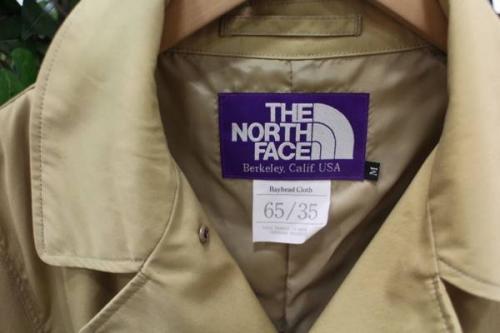 THE
NORTH
FACE
Berkeley, Calif. USA
M
Bayhead Cloth
65/35